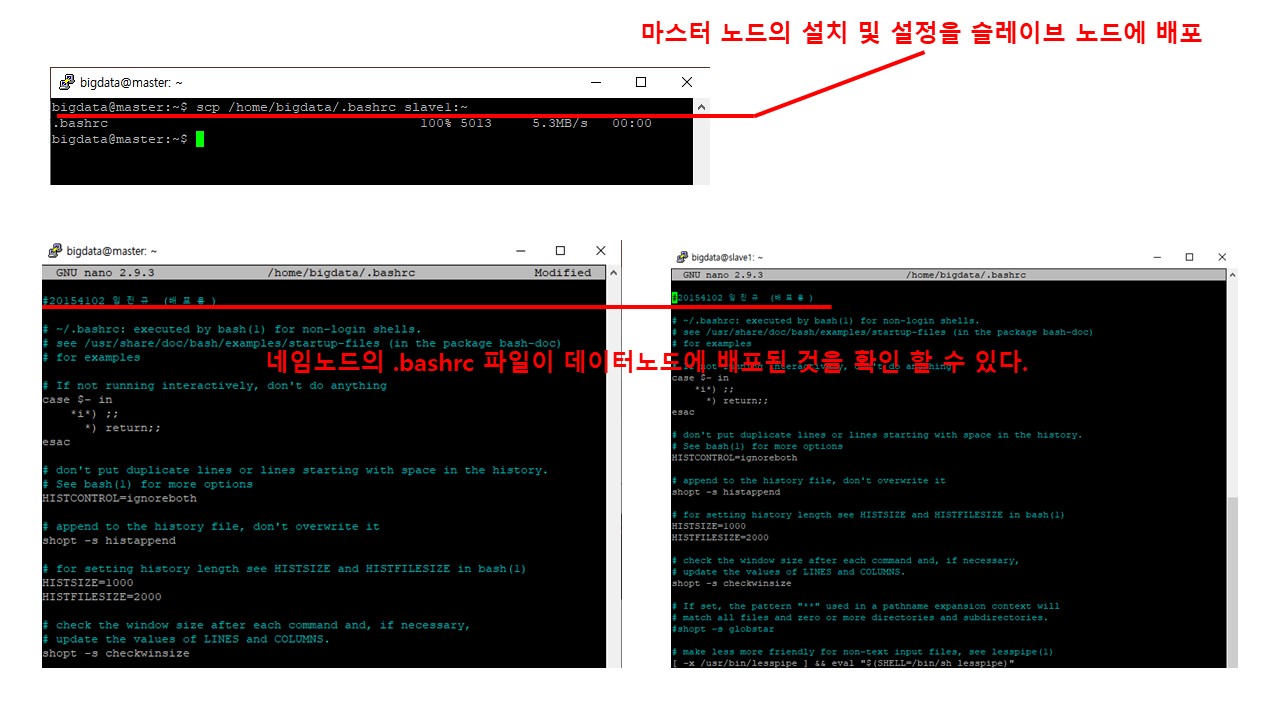 마스터 노드의 설치 및 설정을 슬레이브 노드에 배포
bigdata@master: ~
bigdata@master:~$ scp /home/bigdata/.bashrc slave1:~
.bashrc 100% 5013 5.3MB/s 00:00
bigdata@master:~$
bigdata@master: ~
GNU nano 2.9.3 /home/bigdata/.bashrc Modified
#20154102 임진규 (배포용)
# ~/.bashrc: executed by bash(1) for non-login shells.
# see /usr/share/doc/bash/examples/startup-files (in the package bash-doc)
# for examples
# If not running interactively, don't do anything
case $- in
*i*) ;;
*) return;;
esac
# don't put duplicate lines or lines starting with space in the history.
# See bash(1) for more options
HISTCONTROL=ignoreboth
# append to the history file, don't overwrite it
shopt -s histappend
# for setting history length see HISTSIZE and HISTFILESIZE in bash(1)
HISTSIZE=1000
HISTFILESIZE=2000
# check the window size after each command and, if necessary,
# update the values of LINES and COLUMNS.
shopt -s checkwinsize
네임노드의 .bashrc 파일이 데이터노드에 배포된 것을 확인 할 수 있다.
bigdata@slave1: ~
GNU nano 2.9.3 /home/bigdata/.bashrc
#20154102 임진규 (배포용)
# ~/.bashrc: executed by bash(1) for non-login shells.
# see /usr/share/doc/bash/examples/startup-files (in the package bash-doc)
# for examples
# If not running interactively, don't do anything
case $- in
*i*) ;;
*) return;;
esac
# don't put duplicate lines or lines starting with space in the history.
# See bash(1) for more options
HISTCONTROL=ignoreboth
# append to the history file, don't overwrite it
shopt -s histappend
# for setting history length see HISTSIZE and HISTFILESIZE in bash(1)
HISTSIZE=1000
HISTFILESIZE=2000
# check the window size after each command and, if necessary,
# update the values of LINES and COLUMNS.
shopt -s checkwinsize
# If set, the pattern "**" used in a pathname expansion context will
# match all files and zero or more directories and subdirectories.
#shopt -s globstar
# make less more friendly for non-text input files, see lesspipe(1)
[ -x /usr/bin/lesspipe ] && eval "$(SHELL=/bin/sh lesspipe)"